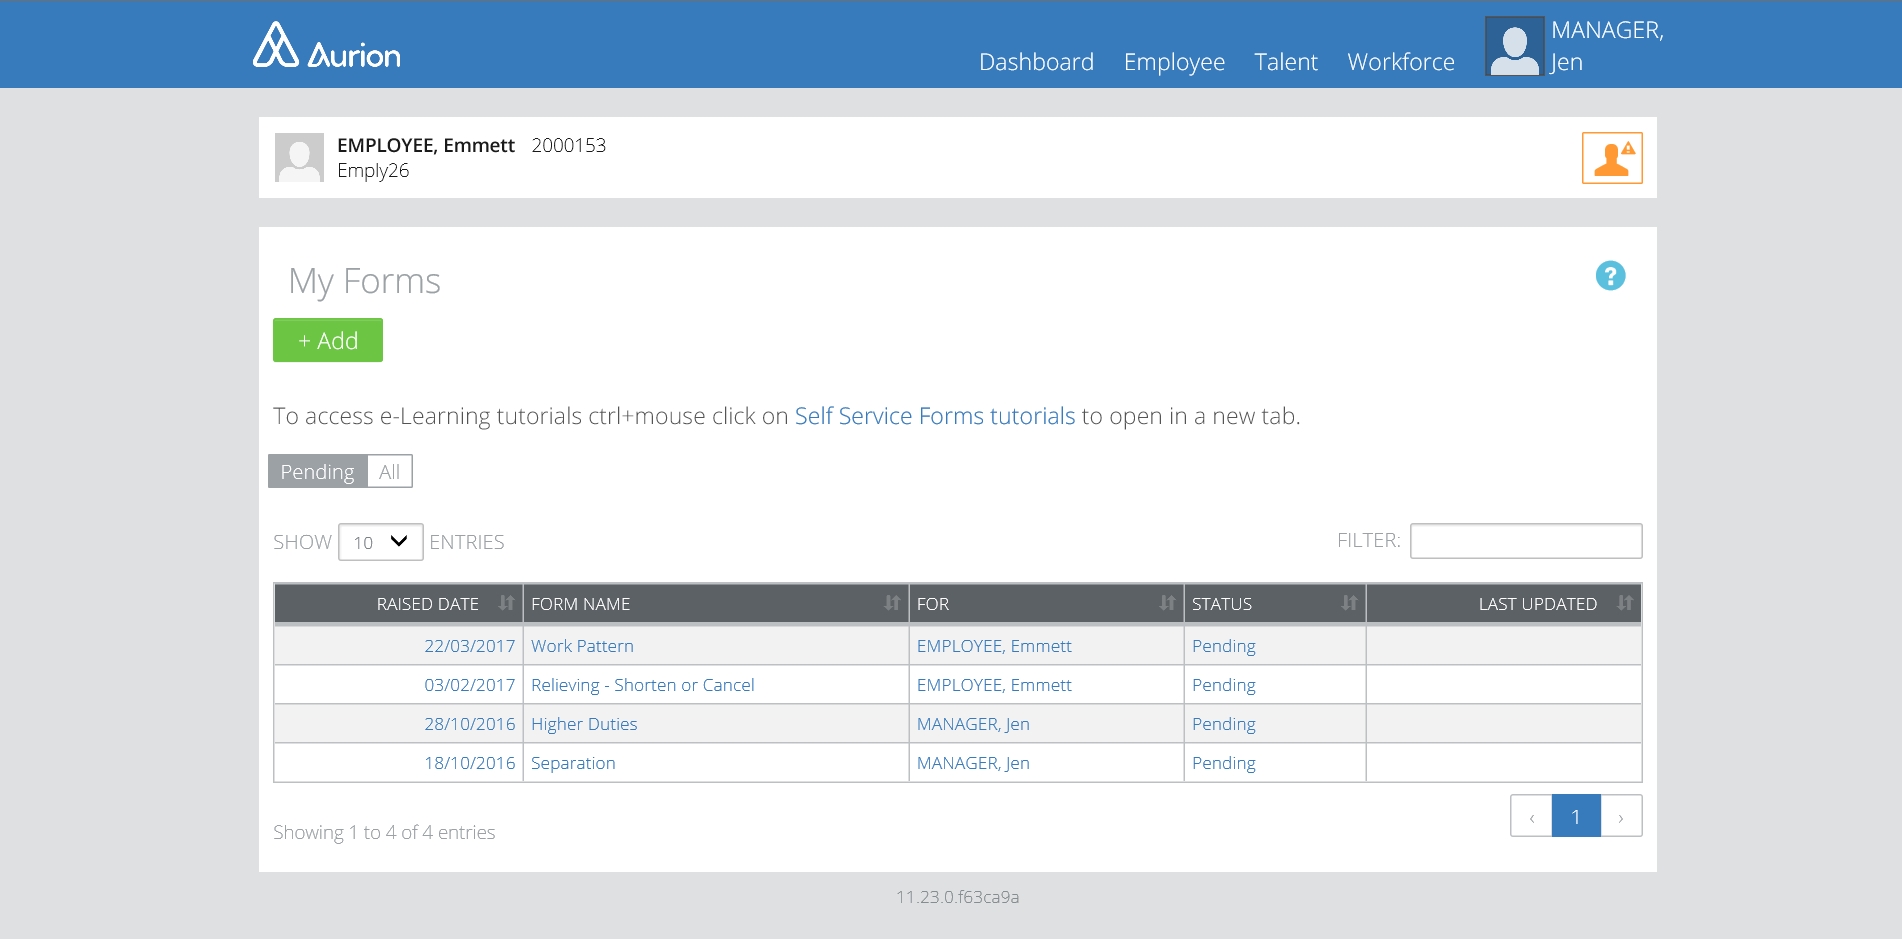 Aurion
Dashboard Employee Talent Workforce
MANAGER,
Jen
EMPLOYEE, Emmett 2000153
Emply26
My Forms
?
+ Add
To access e-Learning tutorials ctrl+mouse click on Self Service Forms tutorials to open in a new tab.
Pending All
SHOW 10 ENTRIES
FILTER:
RAISED DATE FORM NAME FOR STATUS LAST UPDATED
22/03/2017 Work Pattern EMPLOYEE, Emmett Pending
03/02/2017 Relieving - Shorten or Cancel EMPLOYEE, Emmett Pending
28/10/2016 Higher Duties MANAGER, Jen Pending
18/10/2016 Separation MANAGER, Jen Pending
‹ 1 ›
Showing 1 to 4 of 4 entries
11.23.0.f63ca9a